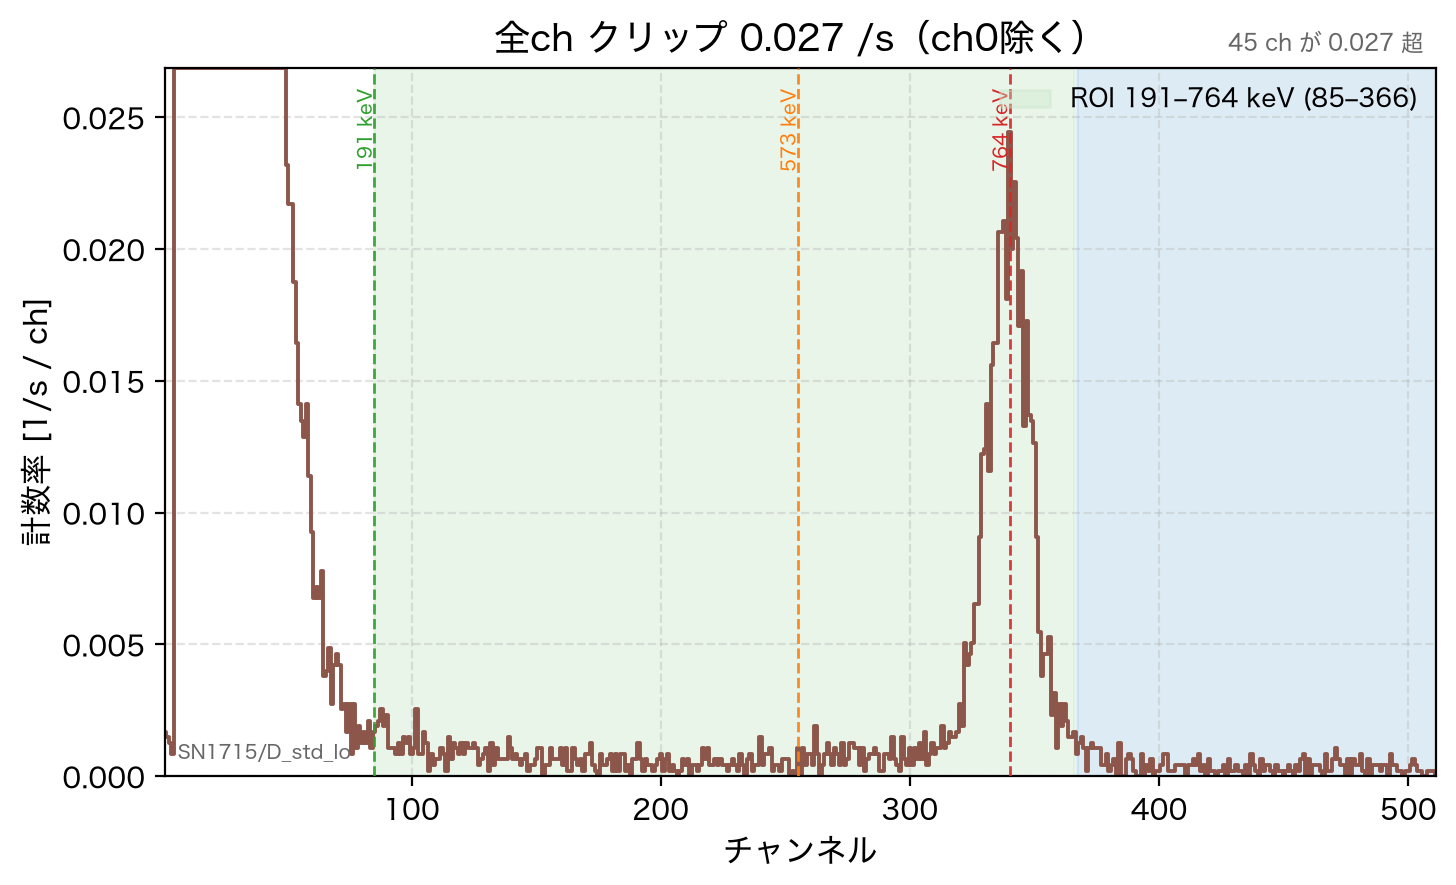 全ch クリップ 0.027 /s（ch0除く）
45 ch が 0.027 超
ROI 191–764 keV (85–366)
191 keV
573 keV
764 keV
0.025
0.020
0.015
0.010
0.005
0.000
計数率 [1/s / ch]
SN1715/D_std_lo
100
200
300
400
500
チャンネル